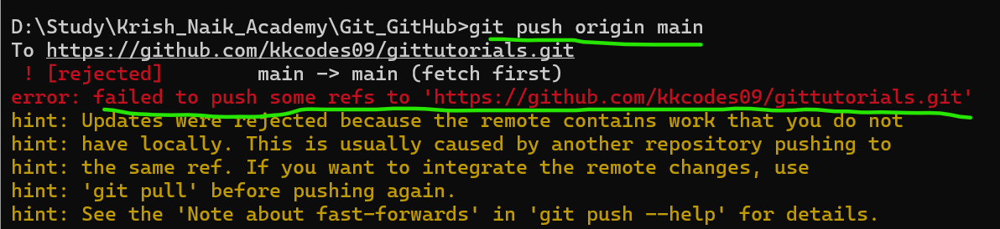 D:\Study\Krish_Naik_Academy\Git_GitHub>git push origin main
To https://github.com/kkcodes09/gittutorials.git
 ! [rejected]        main -> main (fetch first)
error: failed to push some refs to 'https://github.com/kkcodes09/gittutorials.git'
hint: Updates were rejected because the remote contains work that you do not
hint: have locally. This is usually caused by another repository pushing to
hint: the same ref. If you want to integrate the remote changes, use
hint: 'git pull' before pushing again.
hint: See the 'Note about fast-forwards' in 'git push --help' for details.